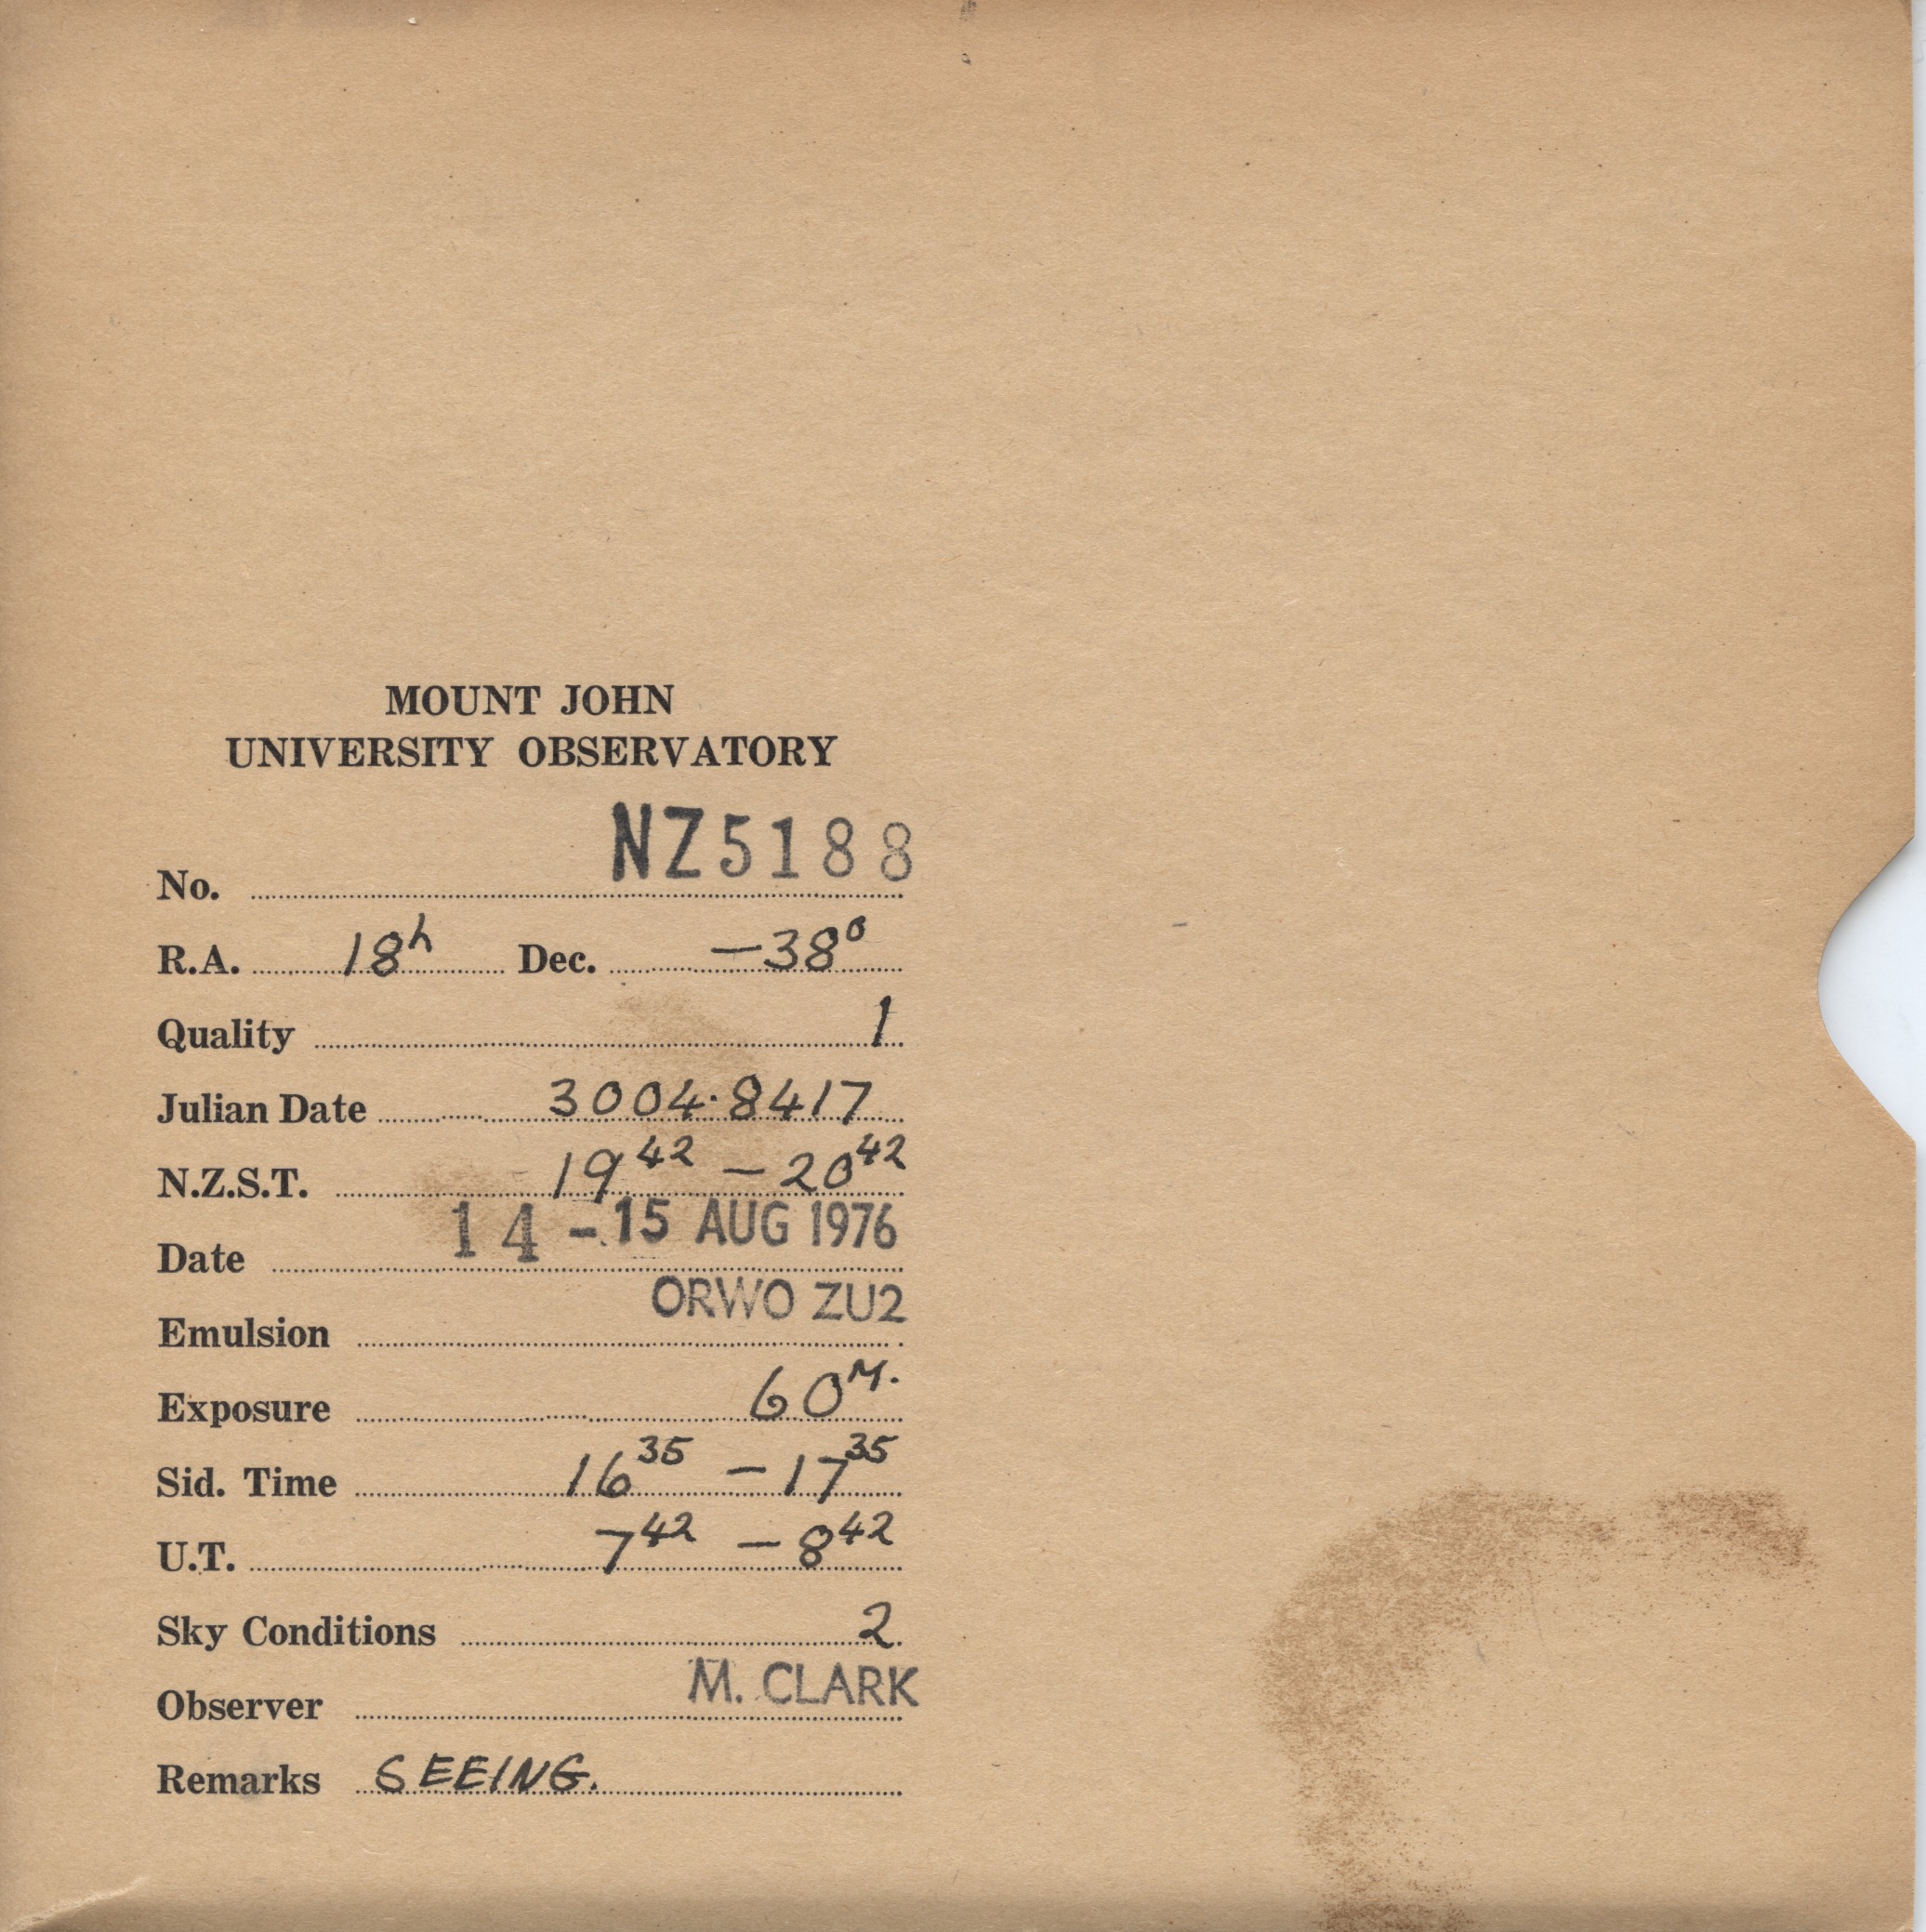 MOUNT JOHN
UNIVERSITY OBSERVATORY
No. NZ5188
R.A. 18h Dec. -38°
Quality 1
Julian Date 3004.8417
N.Z.S.T. 19 42 - 20 42
Date 14 - 15 AUG 1976
Emulsion ORWO ZU2
Exposure 60 M.
Sid. Time 16 35 - 17 35
U.T. 7 42 - 8 42
Sky Conditions 2
Observer M. CLARK
Remarks SEEING.